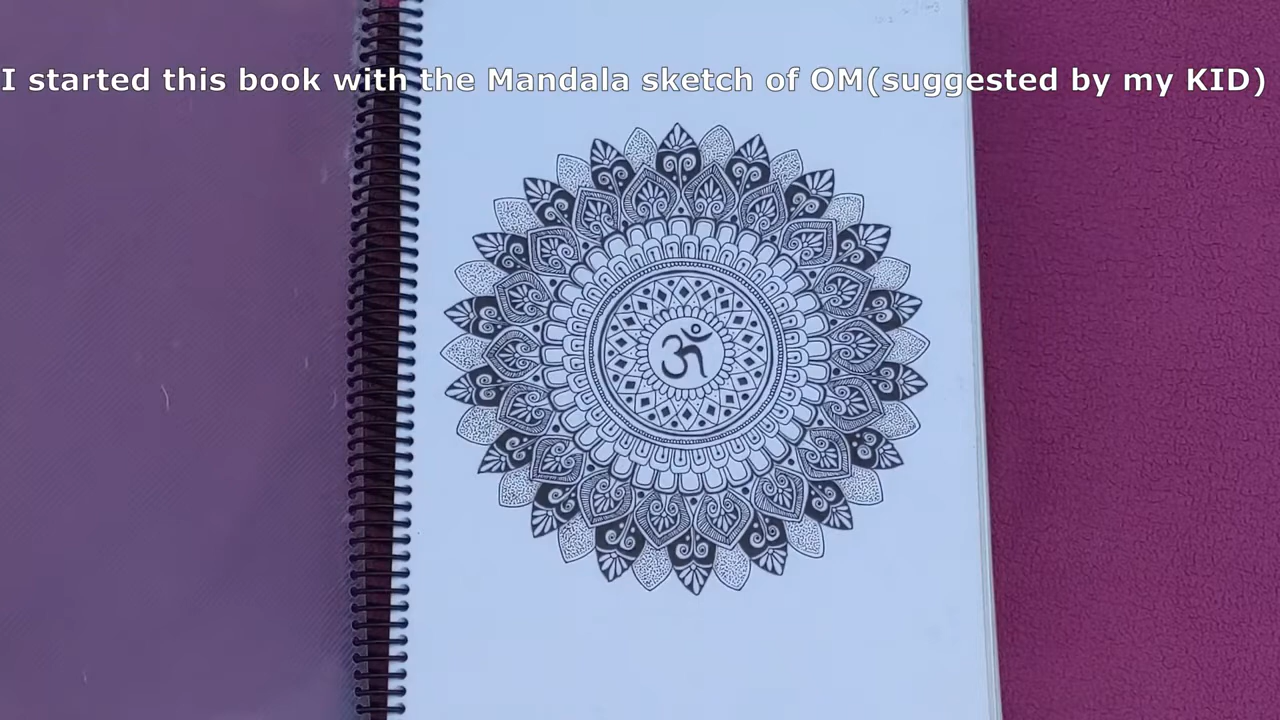 I started this book with the Mandala sketch of OM(suggested by my KID)
ॐ